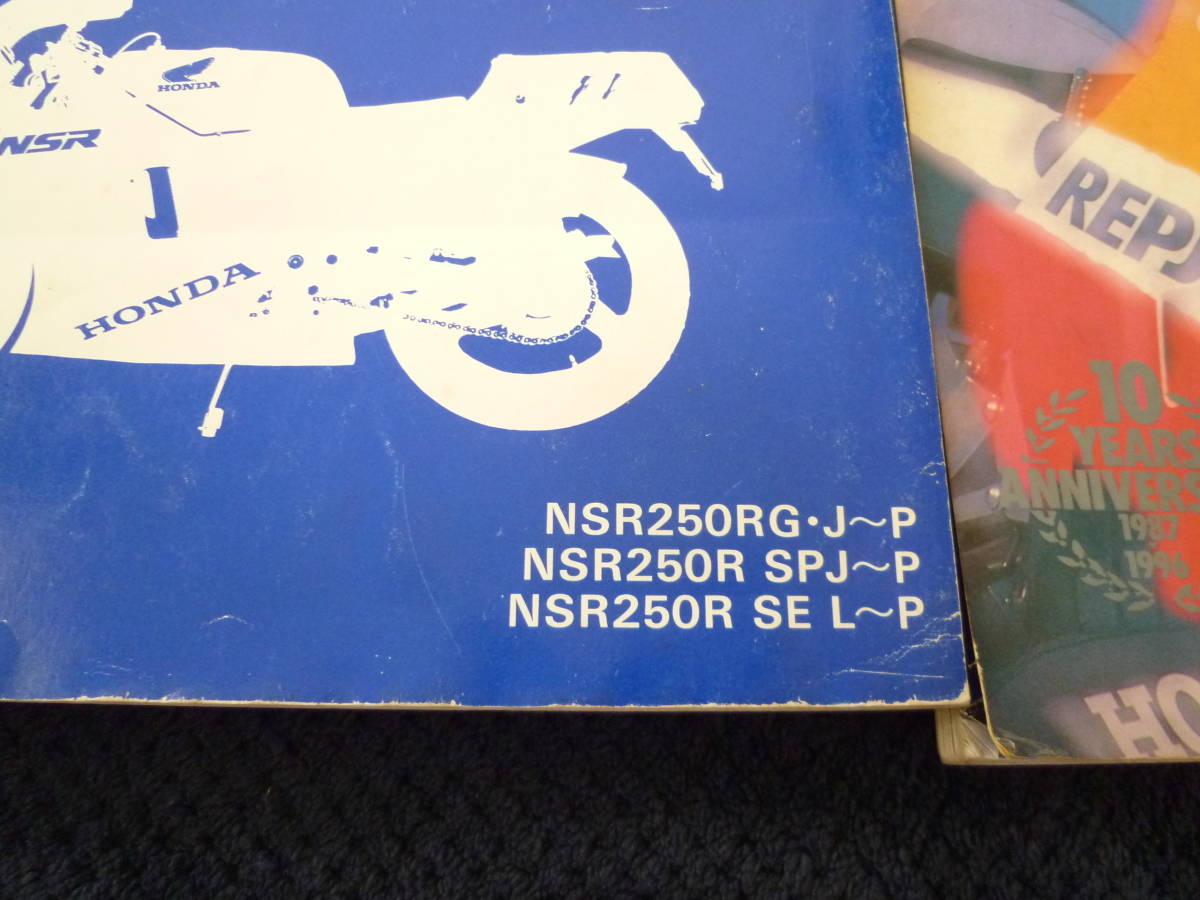 HONDA
NSR
HONDA
NSR250RG·J～P
NSR250R SPJ～P
NSR250R SE L～P
REP
10
YEARS
ANNIVERS
1987
1996
HO